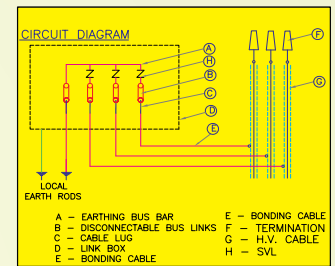 CIRCUIT DIAGRAM
A
H
B
C
D
E
F
G
LOCAL
EARTH RODS
A – EARTHING BUS BAR
B – DISCONNECTABLE BUS LINKS
C – CABLE LUG
D – LINK BOX
E – BONDING CABLE
E – BONDING CABLE
F – TERMINATION
G – H.V. CABLE
H – SVL